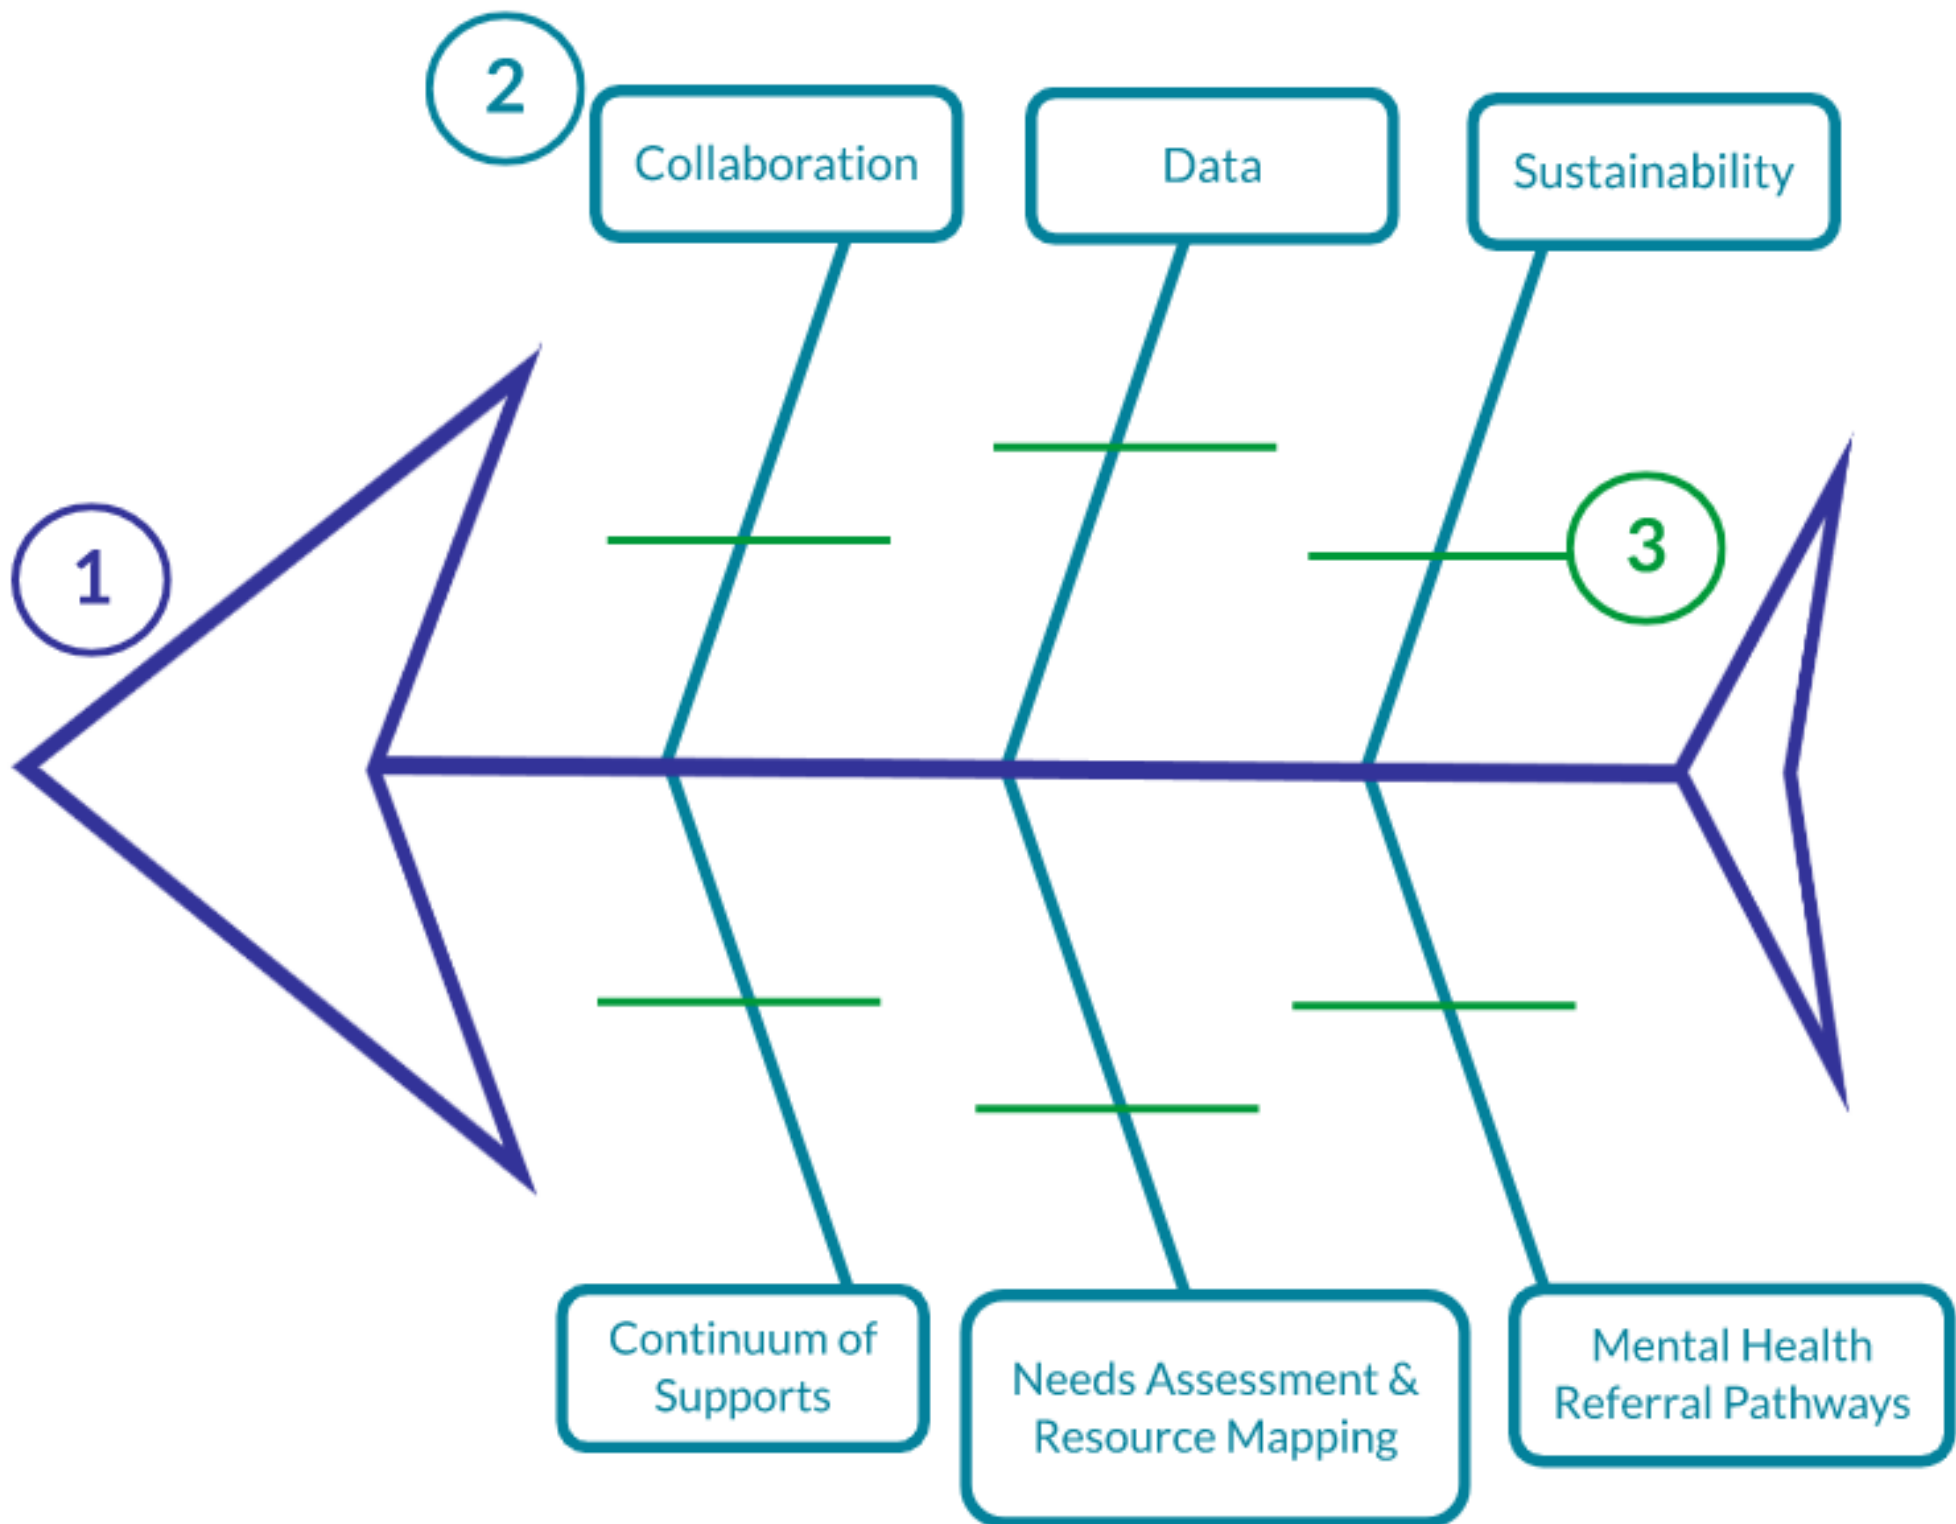 2
Collaboration
Data
Sustainability
1
3
Continuum of
Supports
Needs Assessment &
Resource Mapping
Mental Health
Referral Pathways